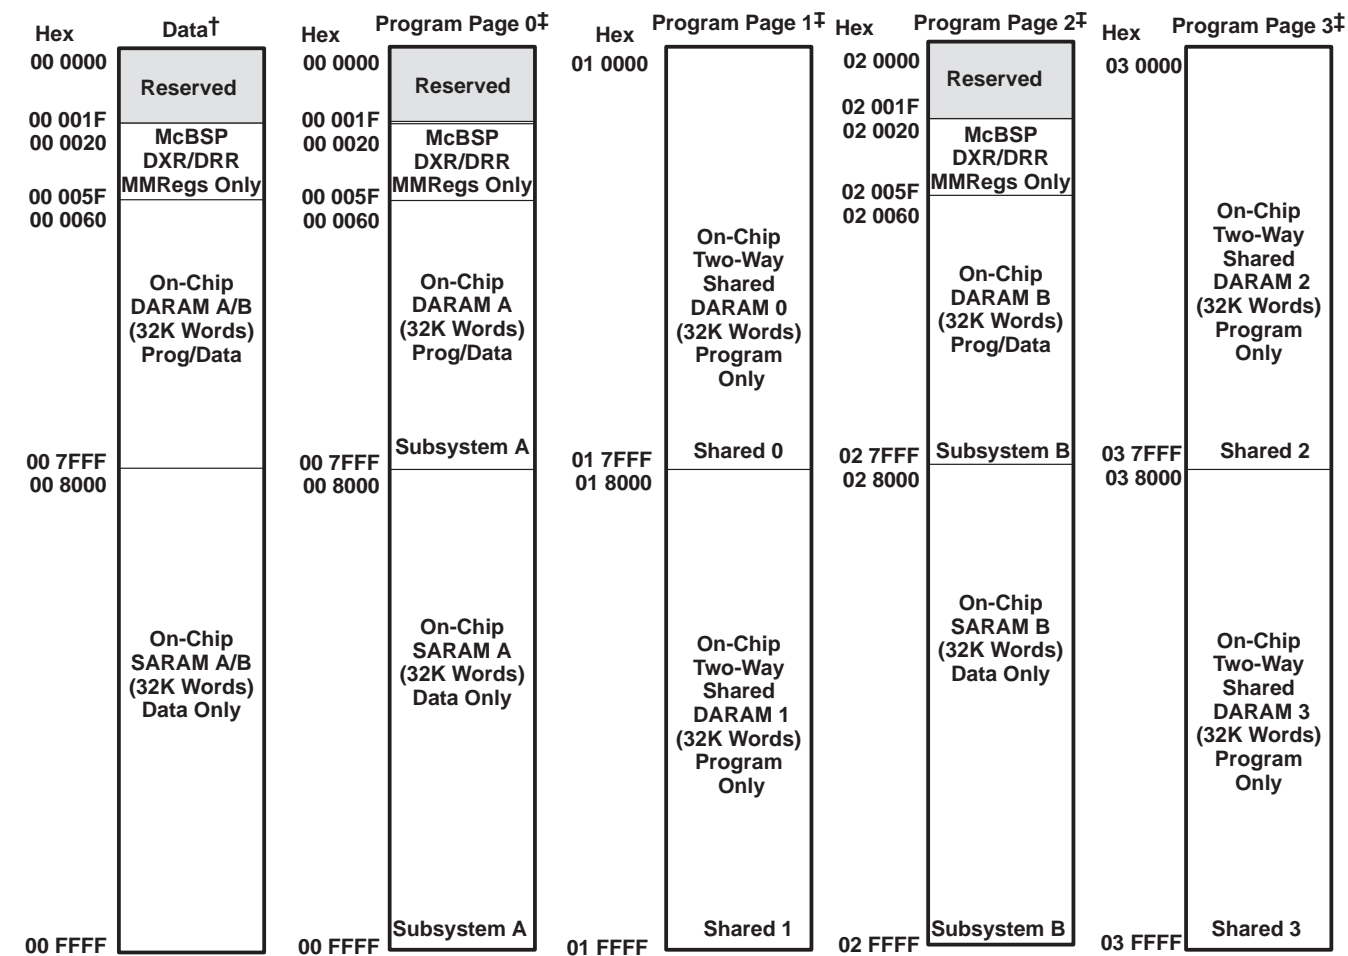 Hex
Data†
00 0000
Reserved
00 001F
00 0020
McBSP
DXR/DRR
MMRegs Only
00 005F
00 0060
On-Chip
DARAM A/B
(32K Words)
Prog/Data
00 7FFF
00 8000
On-Chip
SARAM A/B
(32K Words)
Data Only
00 FFFF
Hex
Program Page 0‡
00 0000
Reserved
00 001F
00 0020
McBSP
DXR/DRR
MMRegs Only
00 005F
00 0060
On-Chip
DARAM A
(32K Words)
Prog/Data
Subsystem A
00 7FFF
00 8000
On-Chip
SARAM A
(32K Words)
Data Only
Subsystem A
00 FFFF
Hex
Program Page 1‡
01 0000
On-Chip
Two-Way
Shared
DARAM 0
(32K Words)
Program
Only
Shared 0
01 7FFF
01 8000
On-Chip
Two-Way
Shared
DARAM 1
(32K Words)
Program
Only
Shared 1
01 FFFF
Hex
Program Page 2‡
02 0000
Reserved
02 001F
02 0020
McBSP
DXR/DRR
MMRegs Only
02 005F
02 0060
On-Chip
DARAM B
(32K Words)
Prog/Data
Subsystem B
02 7FFF
02 8000
On-Chip
SARAM B
(32K Words)
Data Only
Subsystem B
02 FFFF
Hex
Program Page 3‡
03 0000
On-Chip
Two-Way
Shared
DARAM 2
(32K Words)
Program
Only
Shared 2
03 7FFF
03 8000
On-Chip
Two-Way
Shared
DARAM 3
(32K Words)
Program
Only
Shared 3
03 FFFF